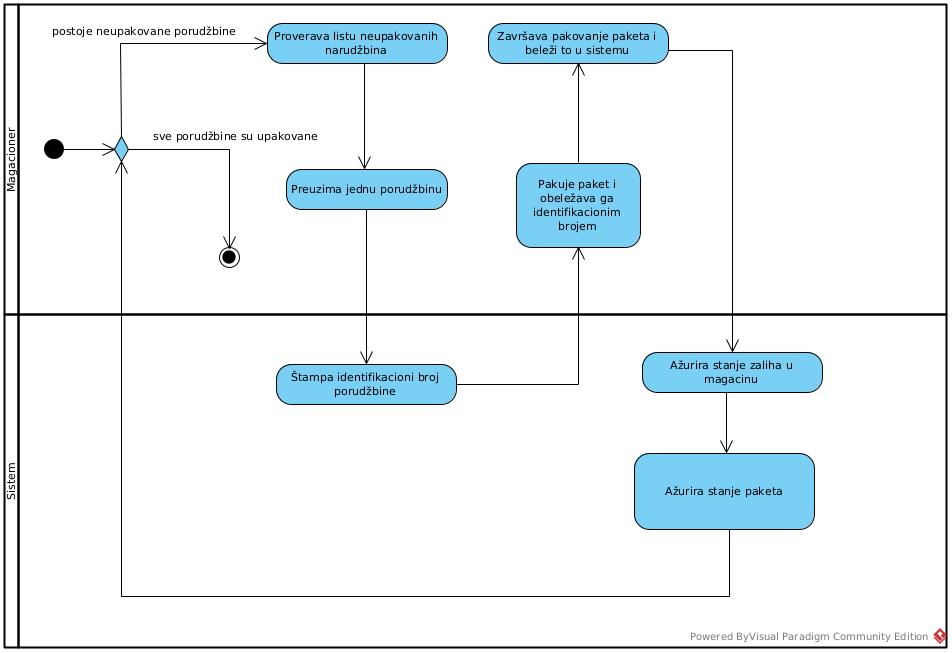 Magacioner
postoje neupakovane porudžbine
sve porudžbine su upakovane
Proverava listu neupakovanih
narudžbina
Preuzima jednu porudžbinu
Završava pakovanje paketa i
beleži to u sistemu
Pakuje paket i
obeležava ga
identifikacionim
brojem
Sistem
Štampa identifikacioni broj
porudžbine
Ažurira stanje zaliha u
magacinu
Ažurira stanje paketa
Powered ByVisual Paradigm Community Edition